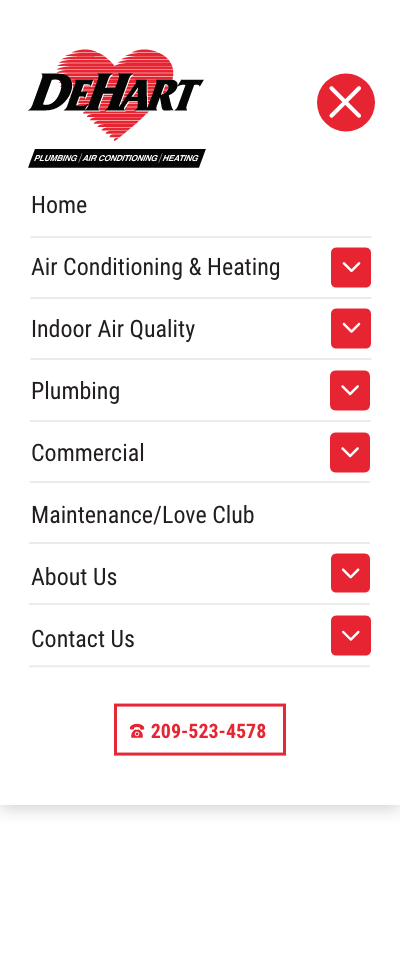 DEHART
PLUMBING / AIR CONDITIONING / HEATING
Home
Air Conditioning & Heating
Indoor Air Quality
Plumbing
Commercial
Maintenance/Love Club
About Us
Contact Us
☎ 209-523-4578